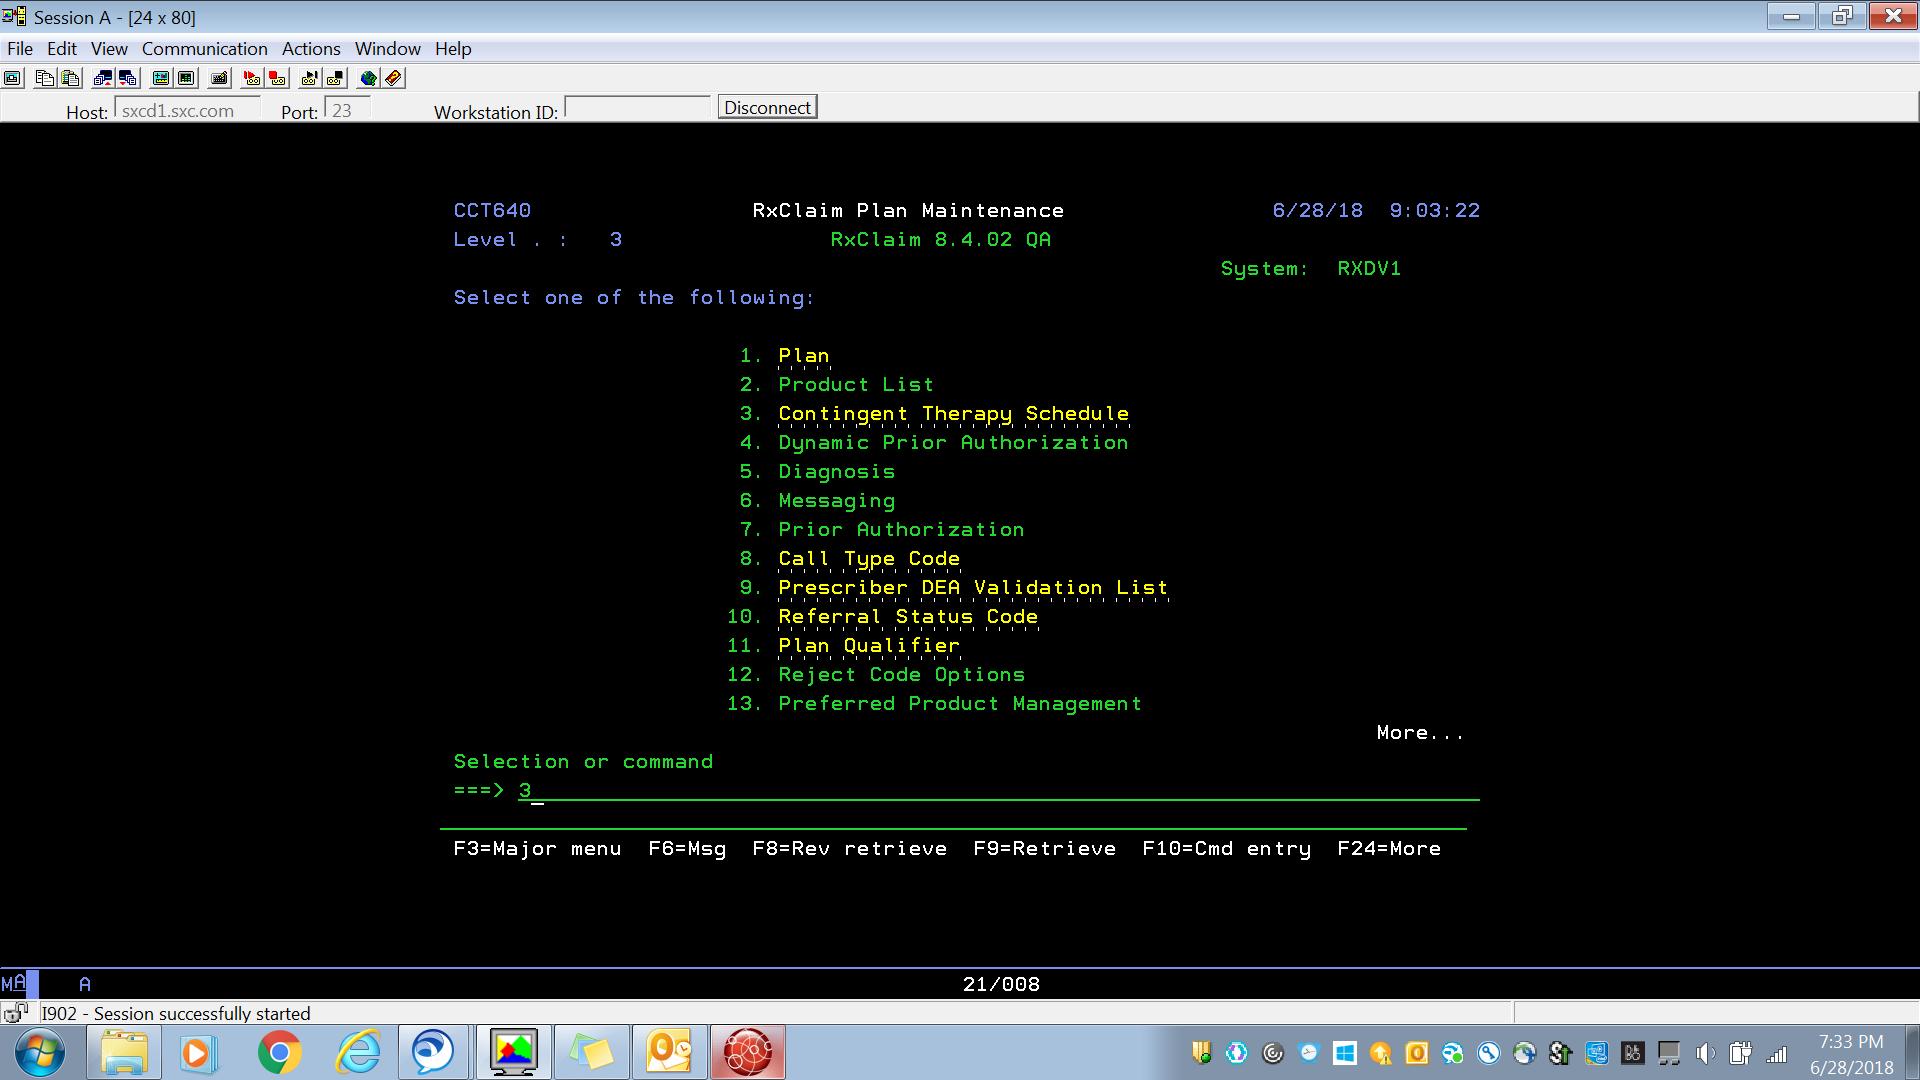 Session A - [24 x 80]
File Edit View Communication Actions Window Help
Host: sxcd1.sxc.com Port: 23 Workstation ID: Disconnect
CCT640 RxClaim Plan Maintenance 6/28/18 9:03:22
Level . : 3 RxClaim 8.4.02 QA
System: RXDV1
Select one of the following:
1. Plan
2. Product List
3. Contingent Therapy Schedule
4. Dynamic Prior Authorization
5. Diagnosis
6. Messaging
7. Prior Authorization
8. Call Type Code
9. Prescriber DEA Validation List
10. Referral Status Code
11. Plan Qualifier
12. Reject Code Options
13. Preferred Product Management
More...
Selection or command
===> 3
F3=Major menu F6=Msg F8=Rev retrieve F9=Retrieve F10=Cmd entry F24=More
MA A 21/008
I902 - Session successfully started
7:33 PM
6/28/2018